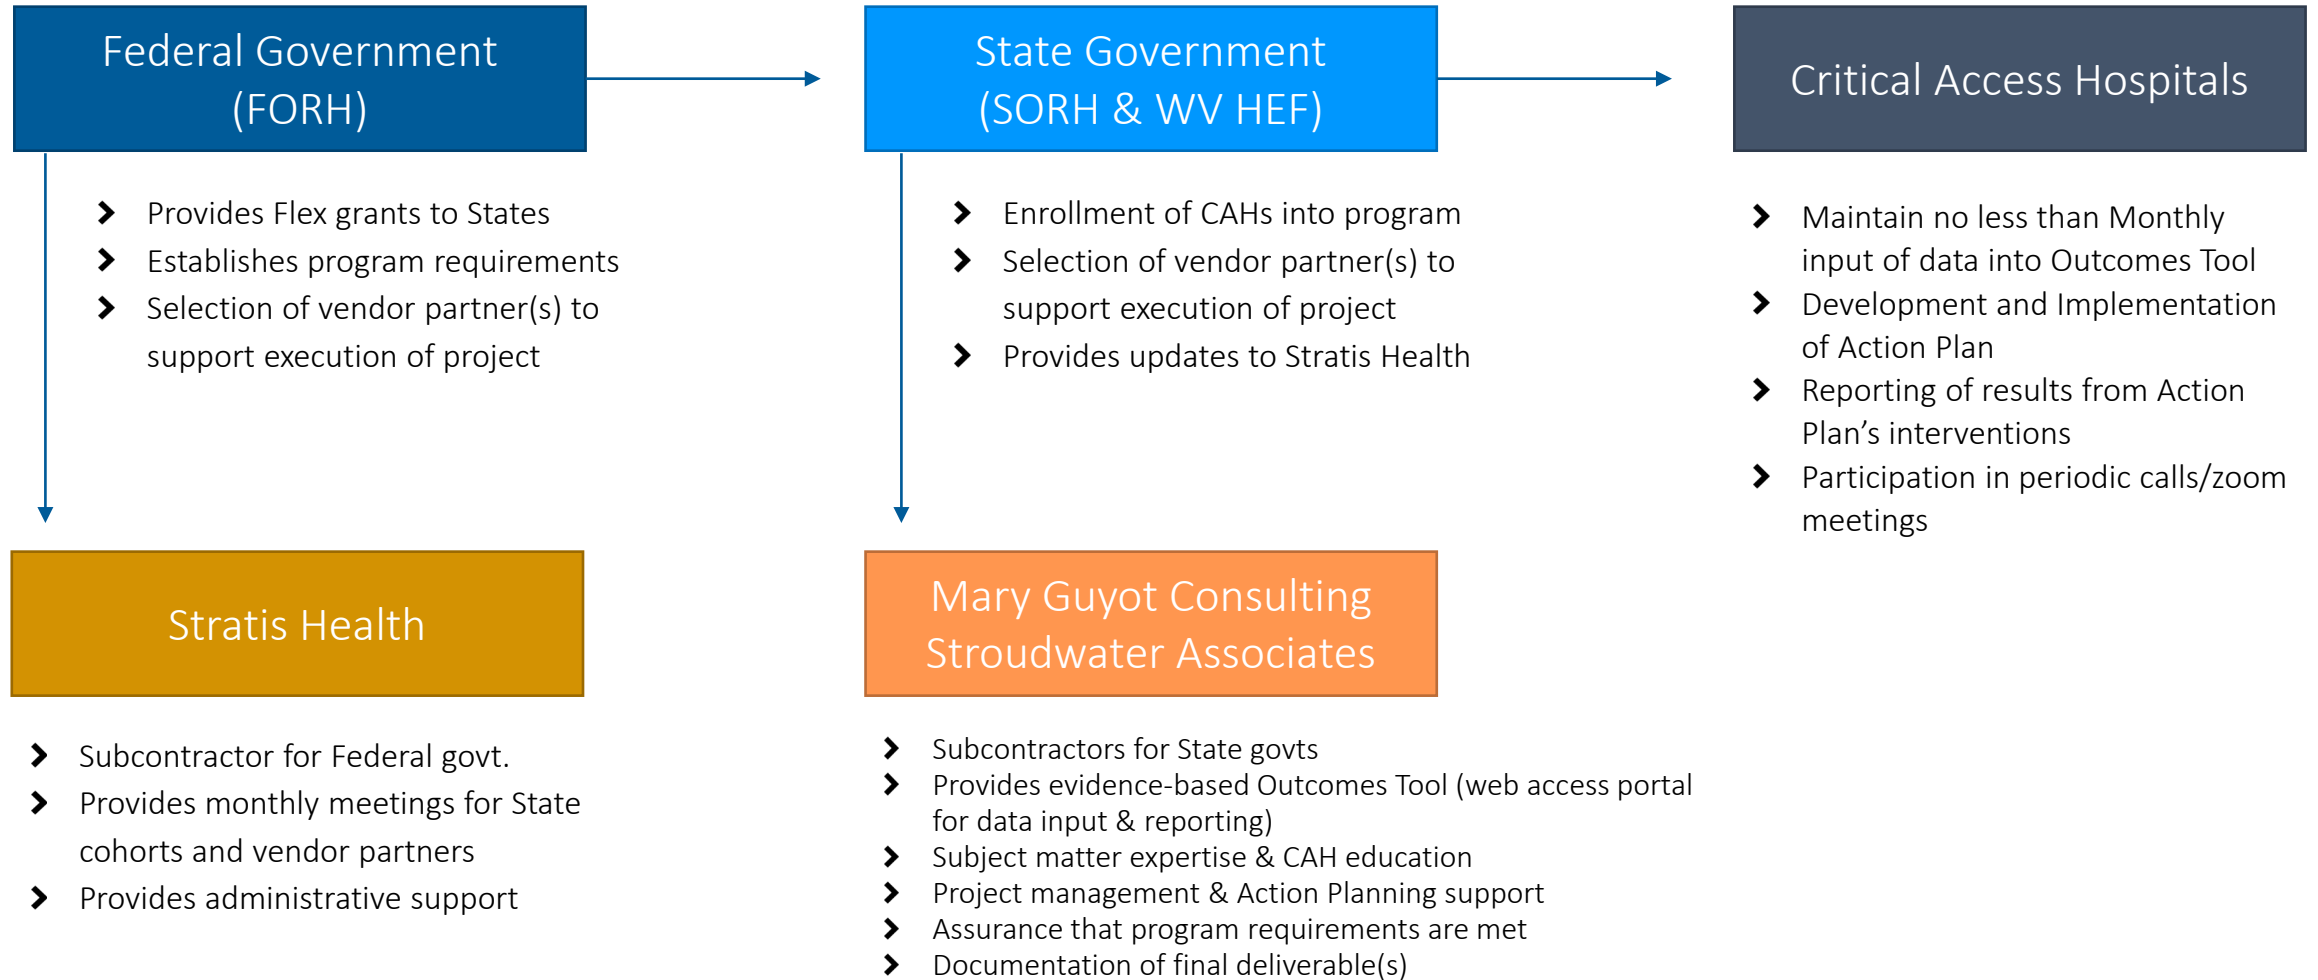 Federal Government
(FORH)
Provides Flex grants to States
Establishes program requirements
Selection of vendor partner(s) to
support execution of project
State Government
(SORH & WV HEF)
Enrollment of CAHs into program
Selection of vendor partner(s) to
support execution of project
Provides updates to Stratis Health
Critical Access Hospitals
Maintain no less than Monthly
input of data into Outcomes Tool
Development and Implementation
of Action Plan
Reporting of results from Action
Plan’s interventions
Participation in periodic calls/zoom
meetings
Stratis Health
Subcontractor for Federal govt.
Provides monthly meetings for State
cohorts and vendor partners
Provides administrative support
Mary Guyot Consulting
Stroudwater Associates
Subcontractors for State govts
Provides evidence-based Outcomes Tool (web access portal
for data input & reporting)
Subject matter expertise & CAH education
Project management & Action Planning support
Assurance that program requirements are met
Documentation of final deliverable(s)